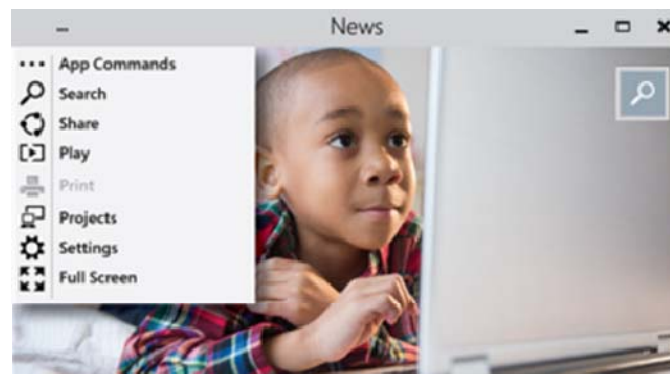 News
App Commands
Search
Share
Play
Print
Projects
Settings
Full Screen